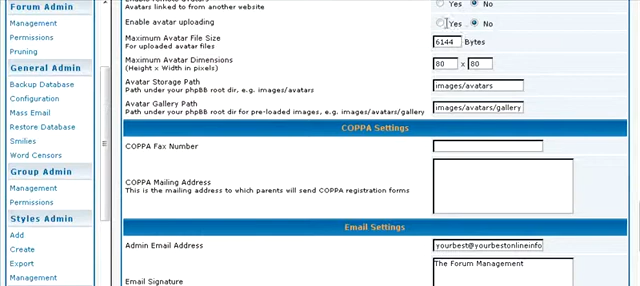 Forum Admin
Management
Permissions
Pruning
General Admin
Backup Database
Configuration
Mass Email
Restore Database
Smilies
Word Censors
Group Admin
Management
Permissions
Styles Admin
Add
Create
Export
Management
Avatars linked to from another website
Yes No
Enable avatar uploading
Yes No
Maximum Avatar File Size
For uploaded avatar files
6144 Bytes
Maximum Avatar Dimensions
(Height x Width in pixels)
80 x 80
Avatar Storage Path
Path under your phpBB root dir, e.g. images/avatars
images/avatars
Avatar Gallery Path
Path under your phpBB root dir for pre-loaded images, e.g. images/avatars/gallery
images/avatars/gallery
COPPA Settings
COPPA Fax Number
COPPA Mailing Address
This is the mailing address to which parents will send COPPA registration forms
Email Settings
Admin Email Address
yourbest@yourbestonlineinfo
Email Signature
The Forum Management